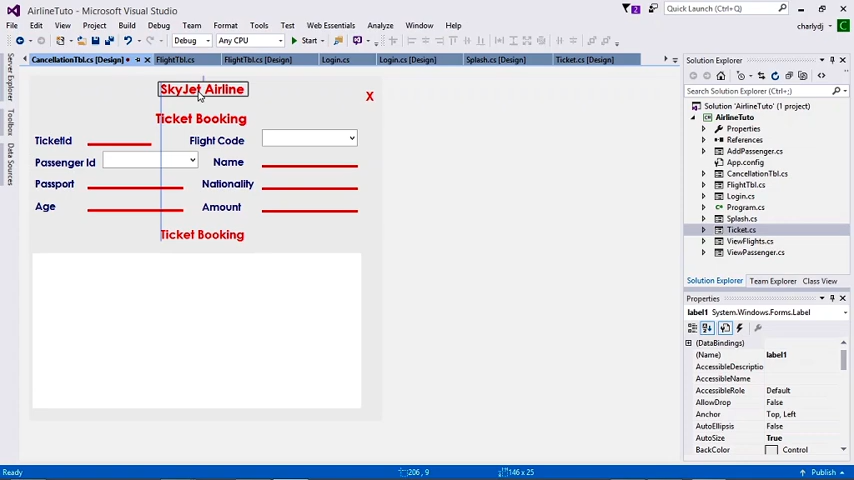 AirlineTuto - Microsoft Visual Studio
2
Quick Launch (Ctrl+;)
File Edit View Project Build Debug Team Format Tools Test Web Essentials Analyze Window Help
charlydj
Debug Any CPU Start
CancellationTbl.cs [Design] FlightTbl.cs FlightTbl.cs [Design] Login.cs Login.cs [Design] Splash.cs [Design] Ticket.cs [Design]
Server Explorer
Toolbox
Data Sources
SkyJet Airline
X
Ticket Booking
TicketId Flight Code
Passenger Id Name
Passport Nationality
Age Amount
Ticket Booking
Solution Explorer
Search Solution Explorer (Ctrl+;)
Solution 'AirlineTuto' (1 project)
AirlineTuto
Properties
References
AddPassenger.cs
App.config
CancellationTbl.cs
FlightTbl.cs
Login.cs
Program.cs
Splash.cs
Ticket.cs
ViewFlights.cs
ViewPassenger.cs
Solution Explorer Team Explorer Class View
Properties
label1 System.Windows.Forms.Label
(DataBindings)
(Name) label1
AccessibleDescriptio
AccessibleName
AccessibleRole Default
AllowDrop False
Anchor Top, Left
AutoEllipsis False
AutoSize True
BackColor Control
Ready 206 , 9 146 x 25 Publish